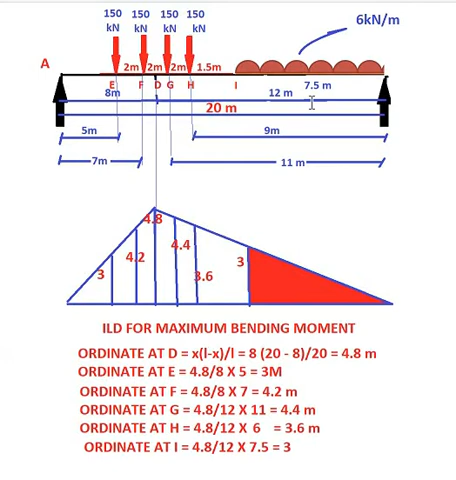 150 150 150 150
kN kN kN kN
6kN/m
A
2m 2m 2m 1.5m
E F D G H I 7.5 m
8m 12 m
20 m
5m 9m
7m 11 m
4.8
4.4
4.2
3 3.6 3
ILD FOR MAXIMUM BENDING MOMENT
ORDINATE AT D = x(l-x)/l = 8 (20 - 8)/20 = 4.8 m
ORDINATE AT E = 4.8/8 X 5 = 3M
ORDINATE AT F = 4.8/8 X 7 = 4.2 m
ORDINATE AT G = 4.8/12 X 11 = 4.4 m
ORDINATE AT H = 4.8/12 X 6 = 3.6 m
ORDINATE AT I = 4.8/12 X 7.5 = 3